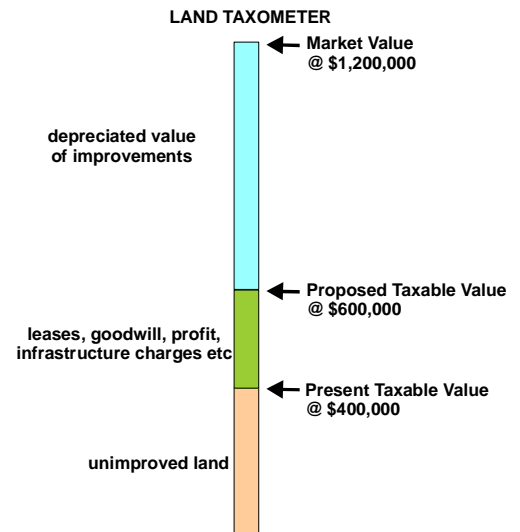 LAND TAXOMETER
Market Value
@ $1,200,000
depreciated value
of improvements
Proposed Taxable Value
@ $600,000
leases, goodwill, profit,
infrastructure charges etc
Present Taxable Value
@ $400,000
unimproved land